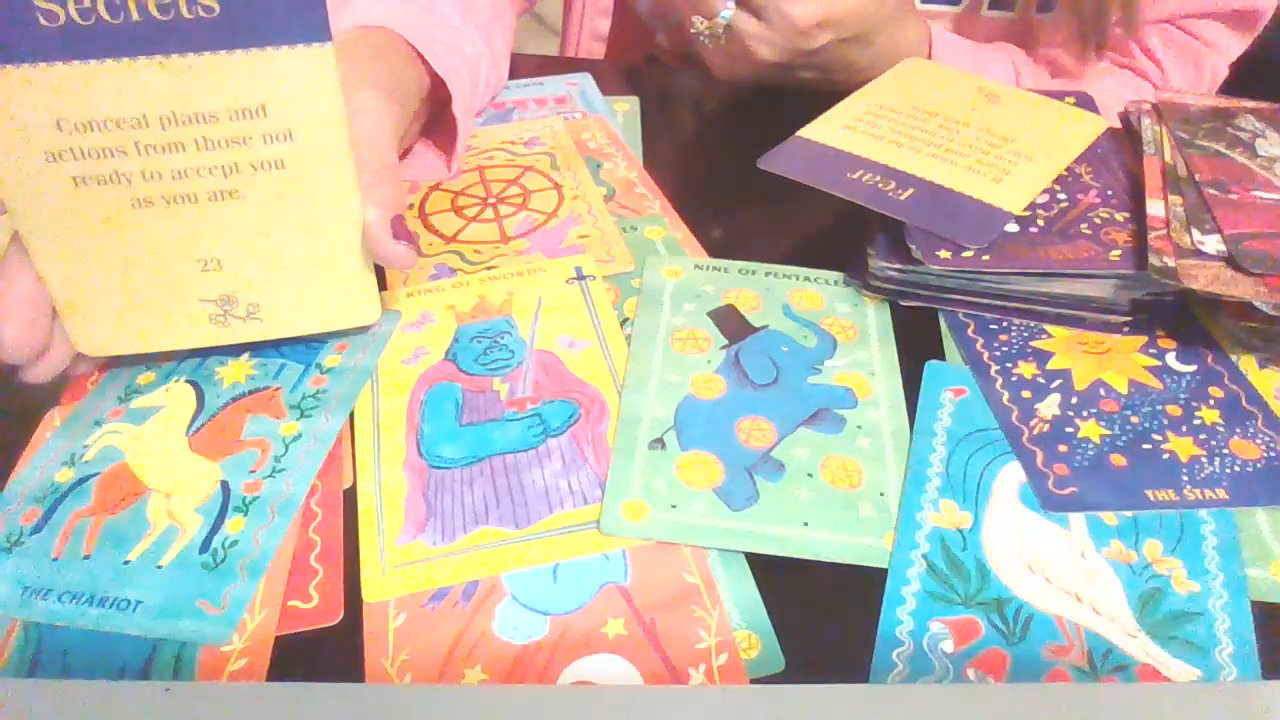 Secrets
Conceal plans and
actions from those not
ready to accept you
as you are.
23
KING OF SWORDS
NINE OF PENTACLES
Fear
THE CHARIOT
THE STAR